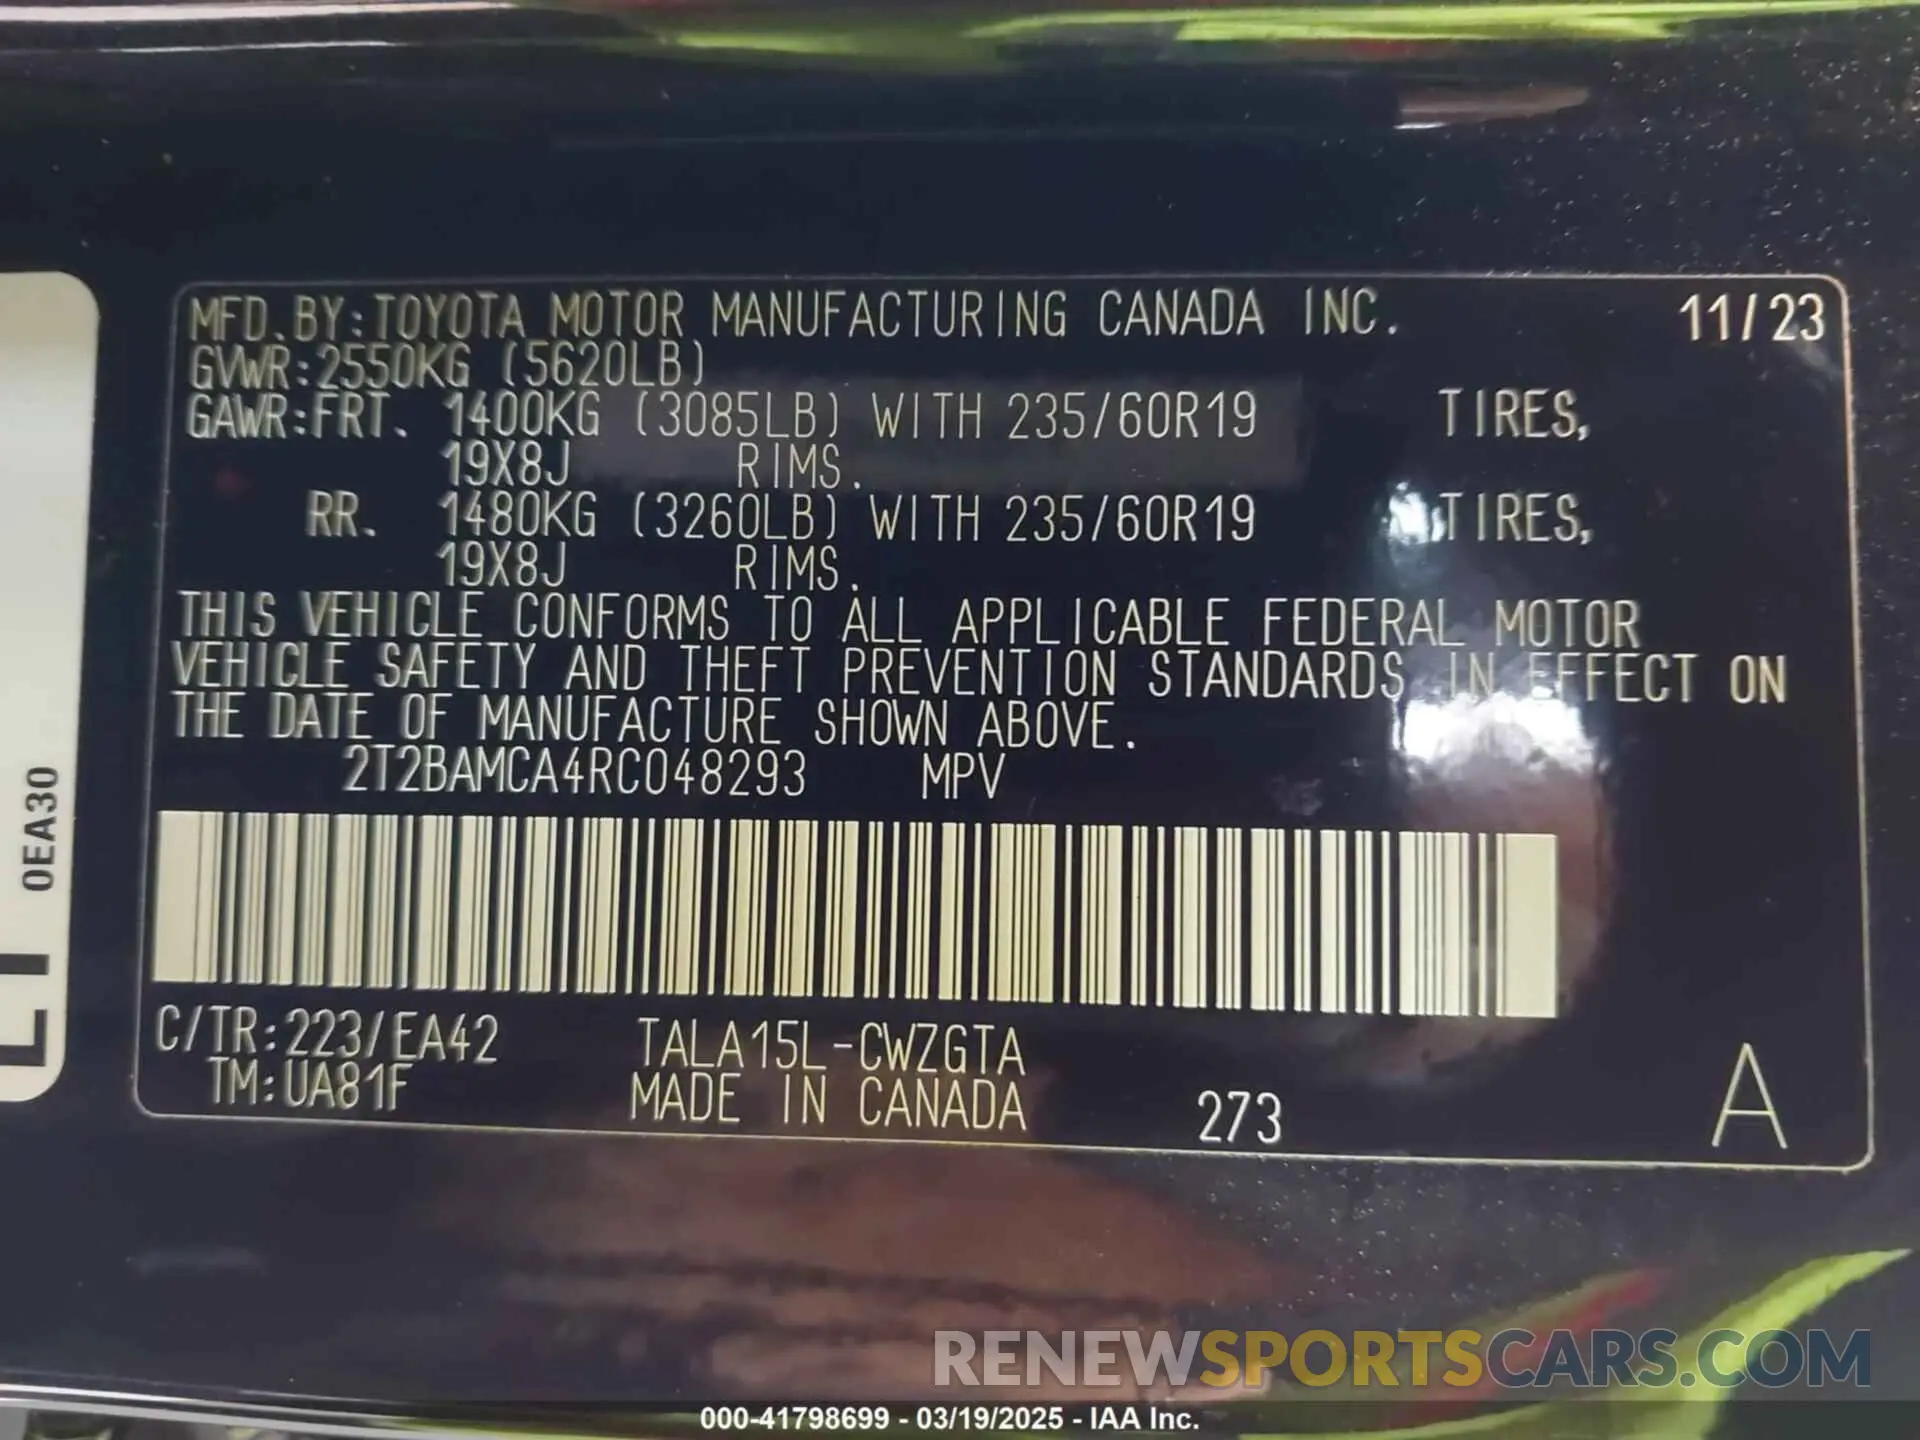 MFD.BY:TOYOTA MOTOR MANUFACTURING CANADA INC. 11/23
GVWR:2550KG (5620LB)
GAWR:FRT. 1400KG (3085LB) WITH 235/60R19 TIRES,
19X8J RIMS.
RR. 1480KG (3260LB) WITH 235/60R19 TIRES,
19X8J RIMS.
THIS VEHICLE CONFORMS TO ALL APPLICABLE FEDERAL MOTOR
VEHICLE SAFETY AND THEFT PREVENTION STANDARDS IN EFFECT ON
THE DATE OF MANUFACTURE SHOWN ABOVE.
2T2BAMCA4RC048293 MPV
0EA30
C/TR:223/EA42 TALA15L-CWZGTA
TM:UA81F MADE IN CANADA 273 A
RENEWSPORTSCARS.COM
000-41798699 - 03/19/2025 - IAA Inc.